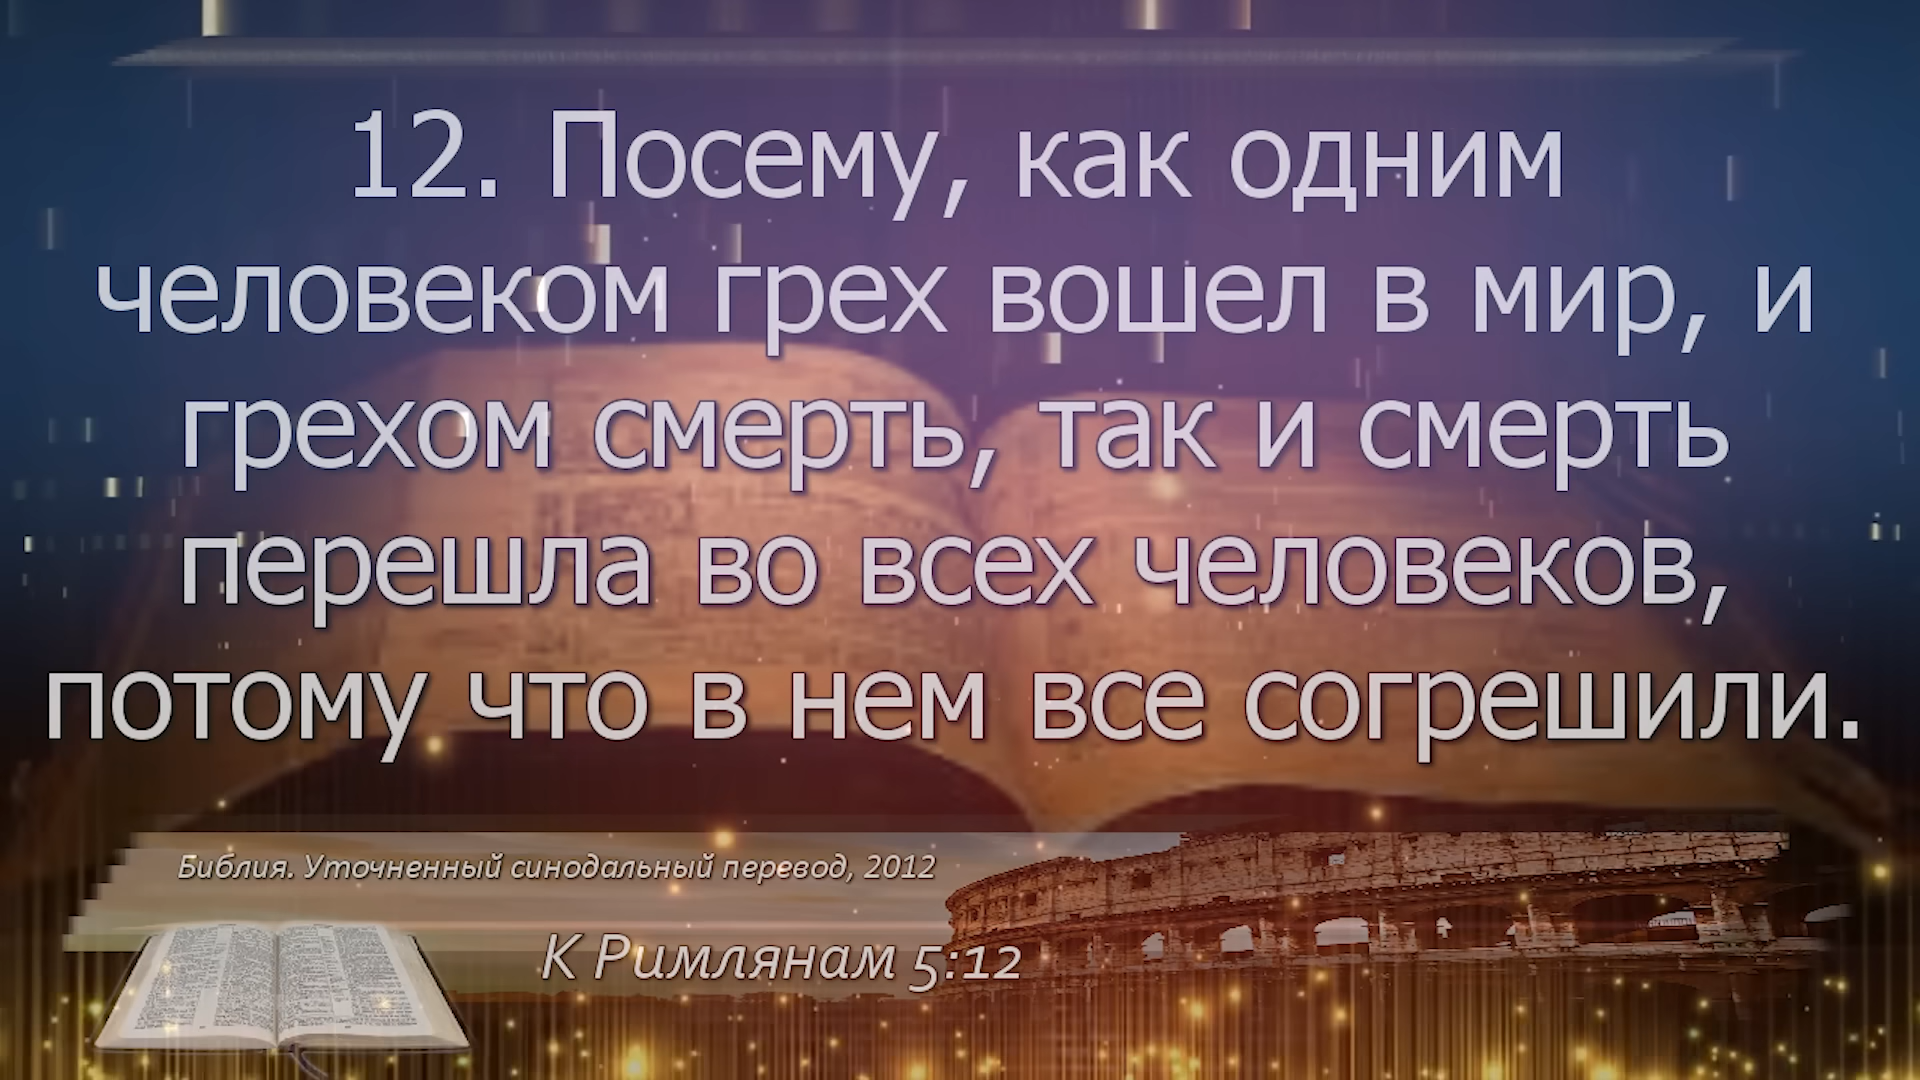 12. Посему, как одним
человеком грех вошел в мир, и
грехом смерть, так и смерть
перешла во всех человеков,
потому что в нем все согрешили.
Библия. Уточненный синодальный перевод, 2012
К Римлянам 5:12